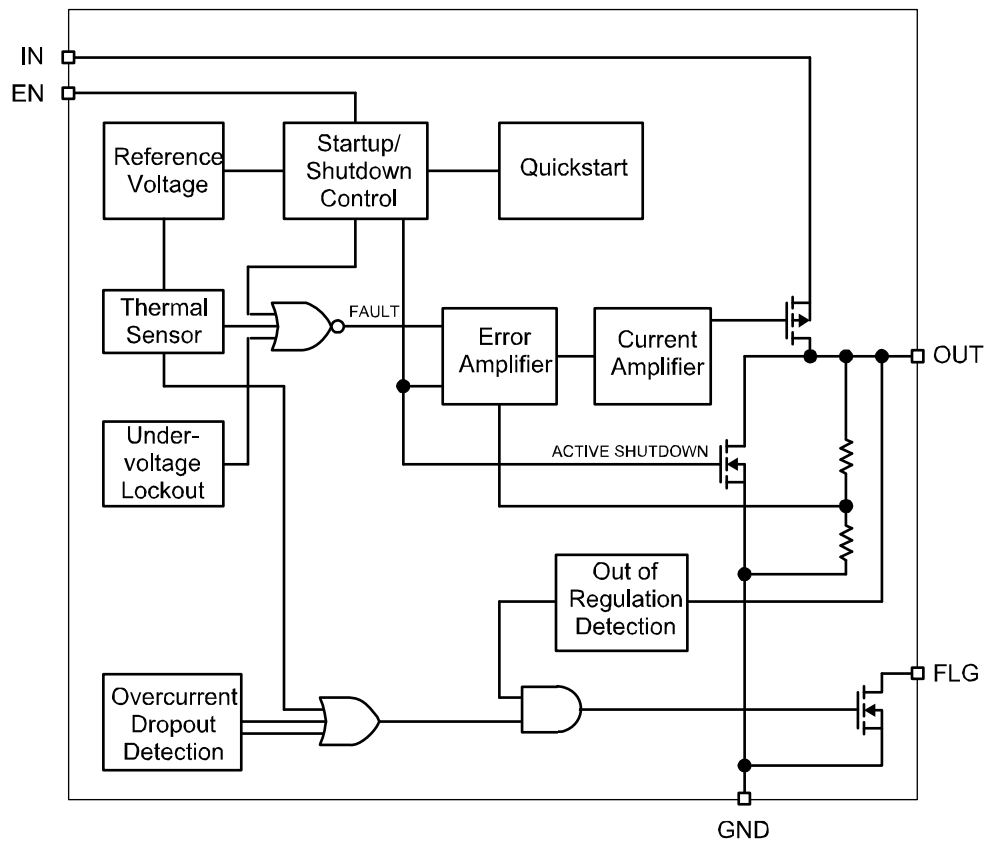 IN
EN
Reference
Voltage
Startup/
Shutdown
Control
Quickstart
Thermal
Sensor
FAULT
Error
Amplifier
Current
Amplifier
OUT
Under-
voltage
Lockout
ACTIVE SHUTDOWN
Out of
Regulation
Detection
FLG
Overcurrent
Dropout
Detection
GND